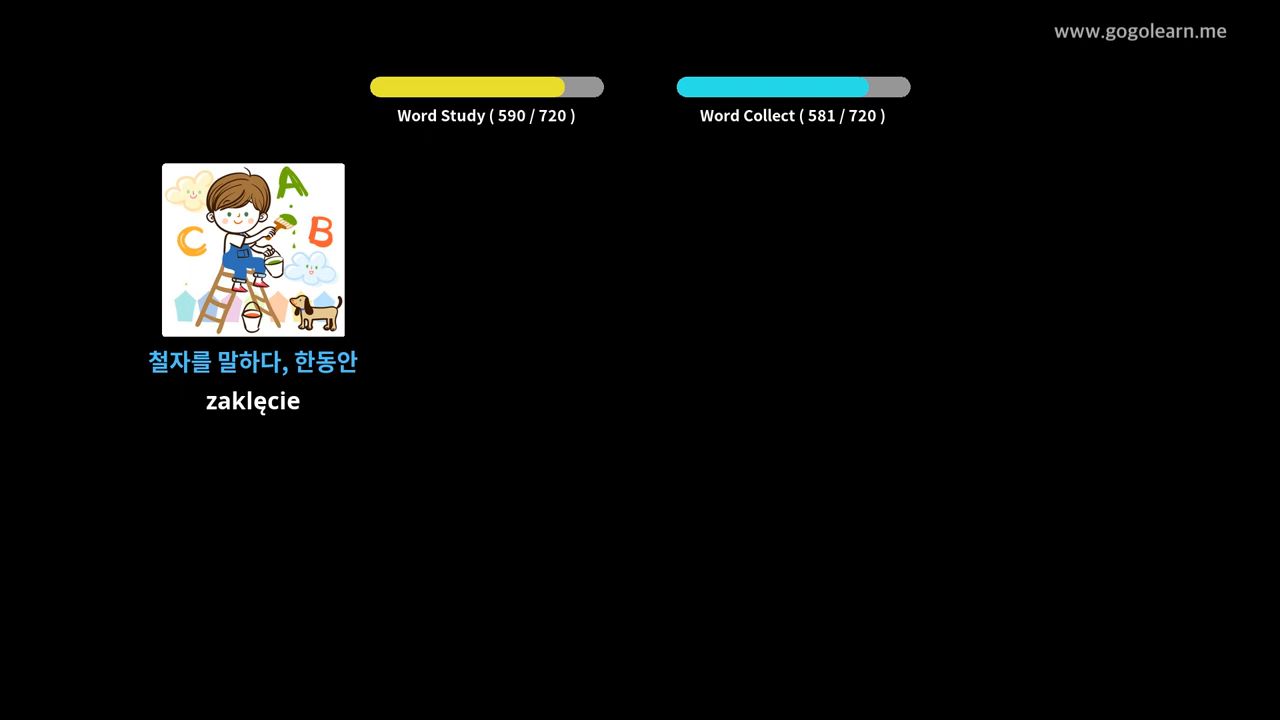 www.gogolearn.me
Word Study ( 590 / 720 )
Word Collect ( 581 / 720 )
A
B
C
철자를 말하다, 한동안
zaklęcie